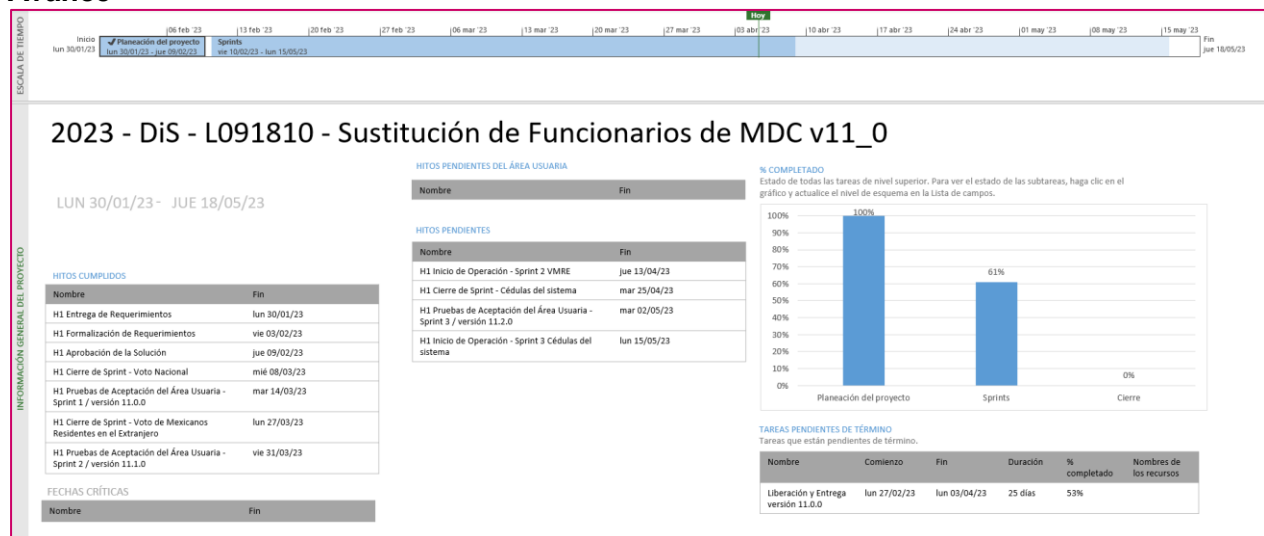 Hoy
06 feb '23
13 feb '23
20 feb '23
27 feb '23
06 mar '23
13 mar '23
20 mar '23
27 mar '23
03 abr '23
10 abr '23
17 abr '23
24 abr '23
01 may '23
08 may '23
15 may '23
ESCALA DE TIEMPO
Inicio
lun 30/01/23
Planeación del proyecto
lun 30/01/23 - jue 09/02/23
Sprints
vie 10/02/23 - lun 15/05/23
Fin
jue 18/05/23
INFORMACIÓN GENERAL DEL PROYECTO
2023 - DiS - L091810 - Sustitución de Funcionarios de MDC v11_0
LUN 30/01/23 - JUE 18/05/23
HITOS CUMPLIDOS
Nombre Fin
H1 Entrega de Requerimientos lun 30/01/23
H1 Formalización de Requerimientos vie 03/02/23
H1 Aprobación de la Solución jue 09/02/23
H1 Cierre de Sprint - Voto Nacional mié 08/03/23
H1 Pruebas de Aceptación del Área Usuaria - mar 14/03/23
Sprint 1 / versión 11.0.0
H1 Cierre de Sprint - Voto de Mexicanos lun 27/03/23
Residentes en el Extranjero
H1 Pruebas de Aceptación del Área Usuaria - vie 31/03/23
Sprint 2 / versión 11.1.0
FECHAS CRÍTICAS
Nombre Fin
HITOS PENDIENTES DEL ÁREA USUARIA
Nombre Fin
HITOS PENDIENTES
Nombre Fin
H1 Inicio de Operación - Sprint 2 VMRE jue 13/04/23
H1 Cierre de Sprint - Cédulas del sistema mar 25/04/23
H1 Pruebas de Aceptación del Área Usuaria - mar 02/05/23
Sprint 3 / versión 11.2.0
H1 Inicio de Operación - Sprint 3 Cédulas del lun 15/05/23
sistema
% COMPLETADO
Estado de todas las tareas de nivel superior. Para ver el estado de las subtareas, haga clic en el
gráfico y actualice el nivel de esquema en la Lista de campos.
100%
90%
80%
70%
60%
50%
40%
30%
20%
10%
0%
100%
61%
0%
Planeación del proyecto
Sprints
Cierre
TAREAS PENDIENTES DE TÉRMINO
Tareas que están pendientes de término.
Nombre Comienzo Fin Duración % completado Nombres de los recursos
Liberación y Entrega lun 27/02/23 lun 03/04/23 25 días 53%
versión 11.0.0